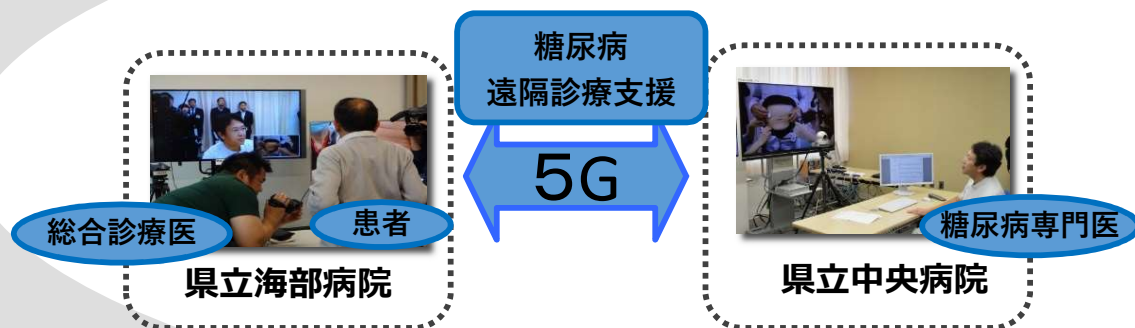 糖尿病
遠隔診療支援
5G
総合診療医
患者
県立海部病院
糖尿病専門医
県立中央病院